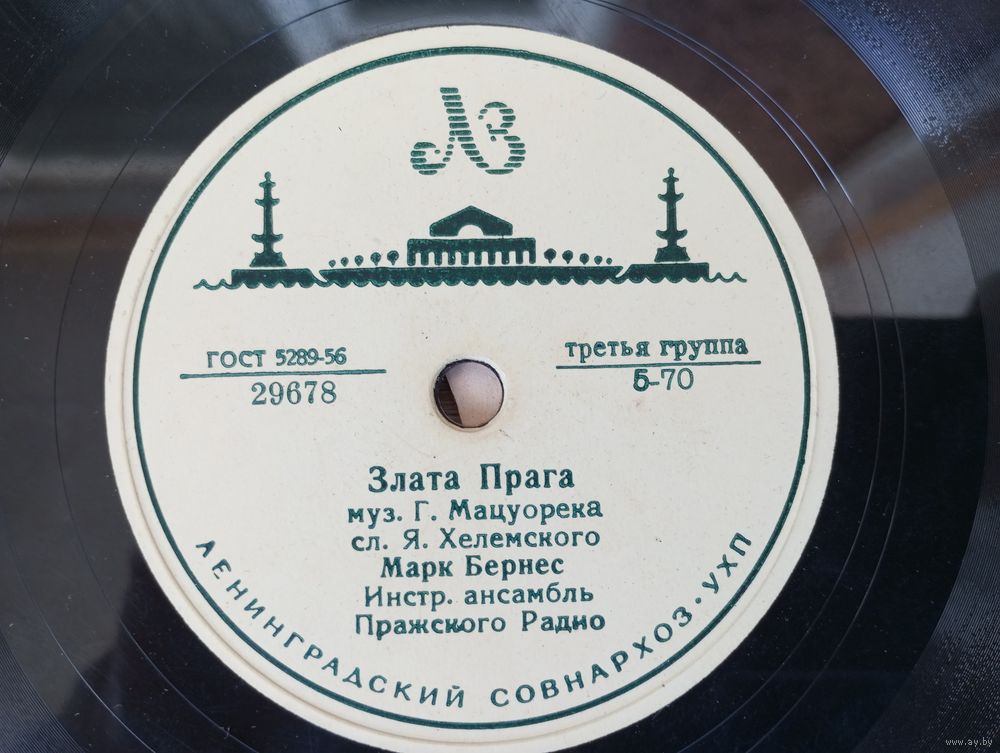 ЛЗ
ГОСТ 5289-56
29678
третья группа
5-70
Злата Прага
муз. Г. Мацуорека
сл. Я. Хелемского
Марк Бернес
Инстр. ансамбль
Пражского Радио
ЛЕНИНГРАДСКИЙ СОВНАРХОЗ · УХП
www.ay.by